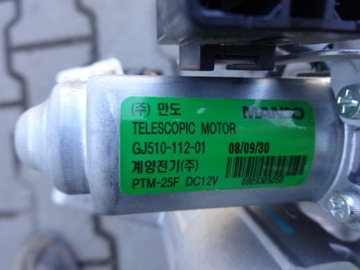 (주) 만도 MANDO
TELESCOPIC MOTOR
GJ510-112-01 08/09/30
계양전기(주)
PTM-25F DC12V